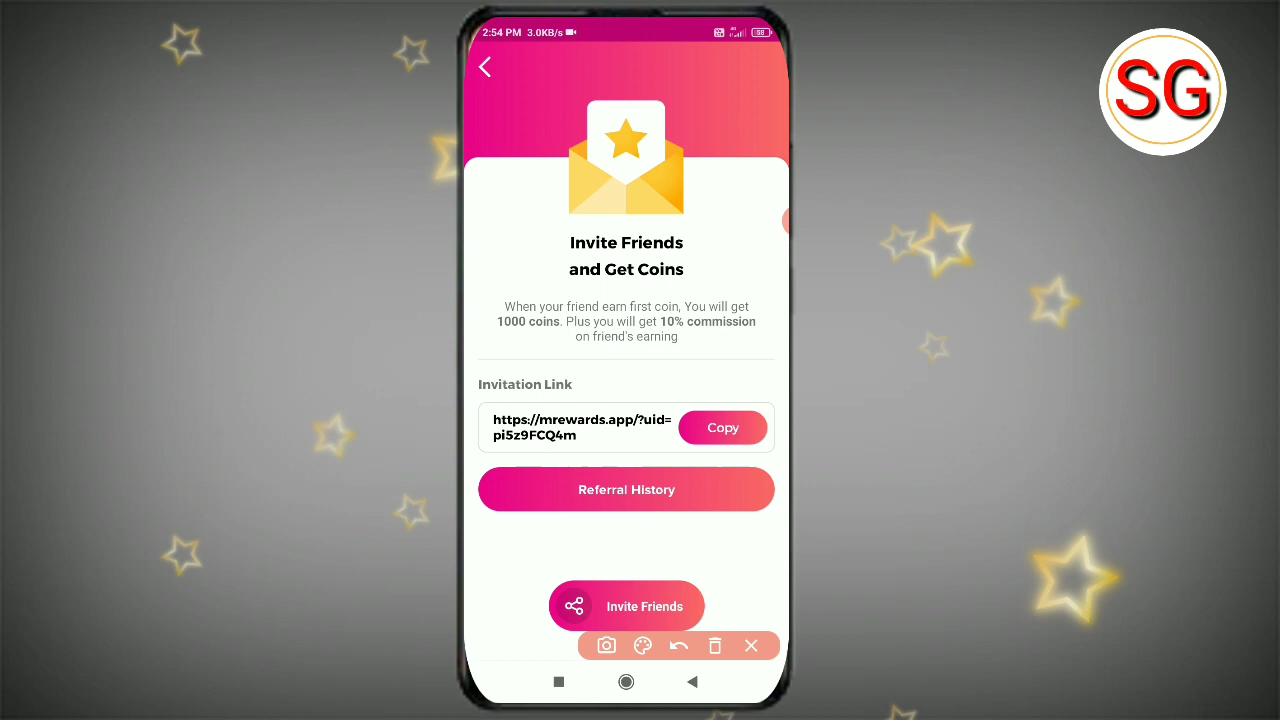 2:54 PM 3.0KB/s
58
SG
Invite Friends
and Get Coins
When your friend earn first coin, You will get
1000 coins. Plus you will get 10% commission
on friend's earning
Invitation Link
https://mrewards.app/?uid=
pi5z9FCQ4m
Copy
Referral History
Invite Friends